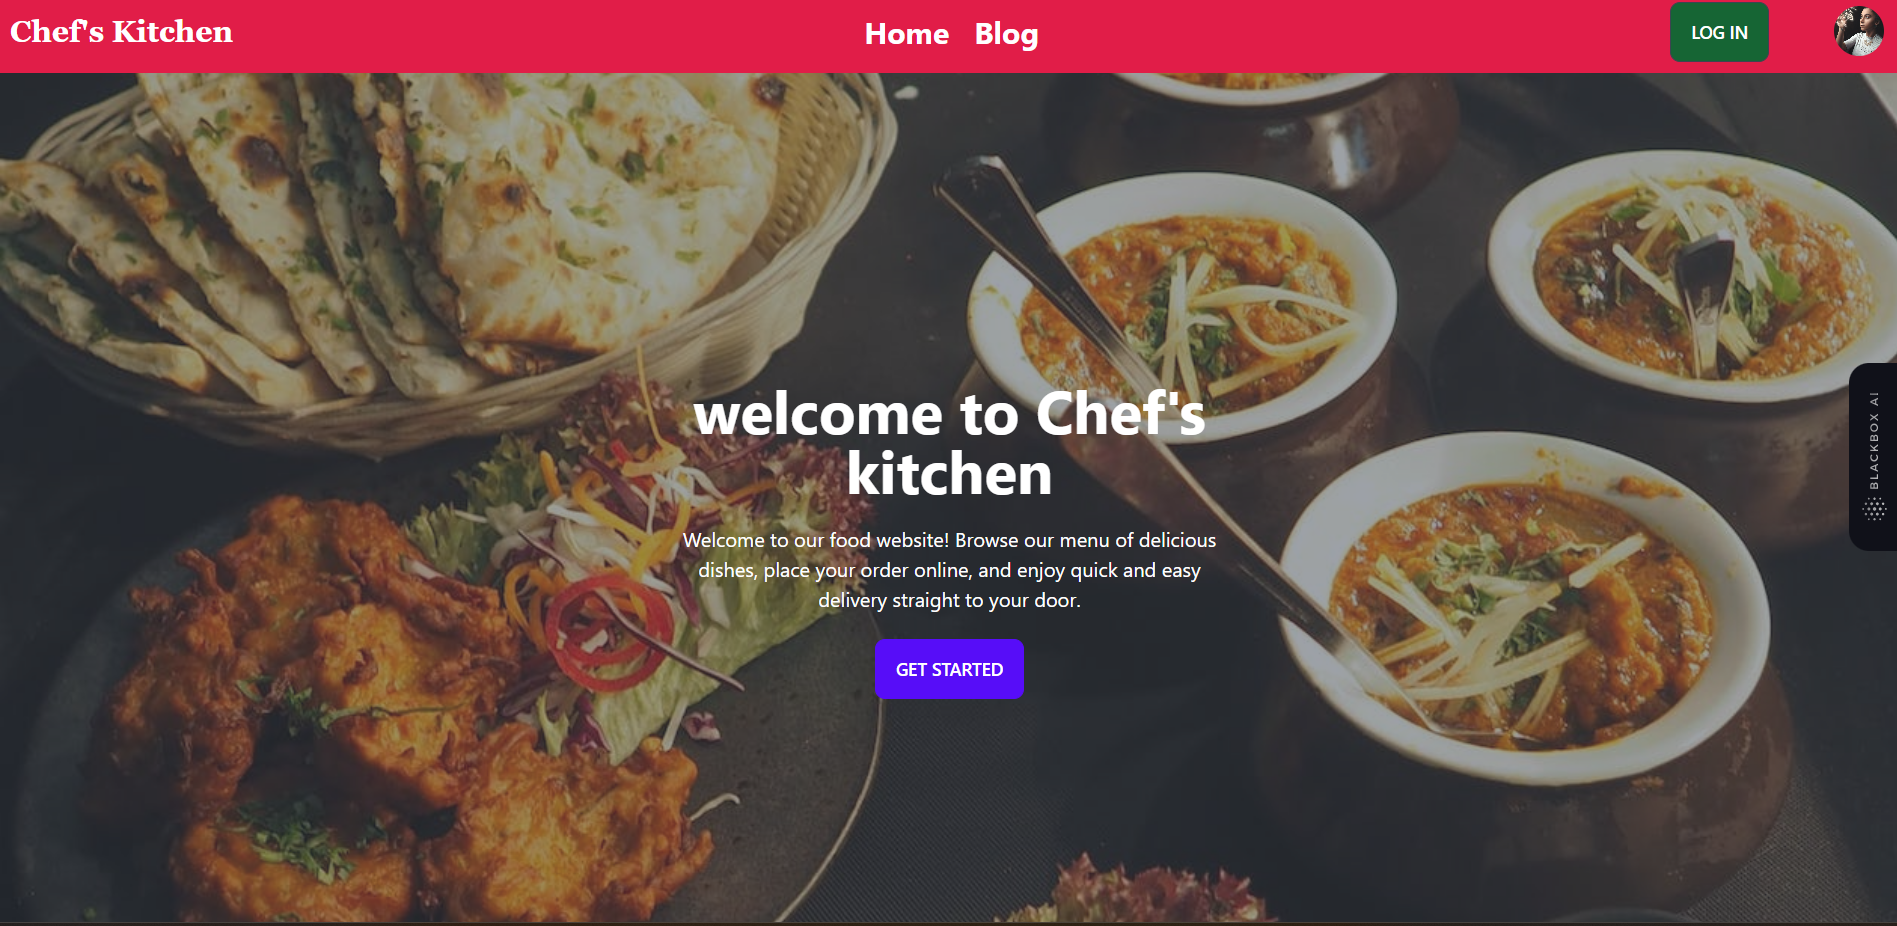 Chef's Kitchen
Home Blog
LOG IN
welcome to Chef's
kitchen
Welcome to our food website! Browse our menu of delicious
dishes, place your order online, and enjoy quick and easy
delivery straight to your door.
GET STARTED
BLACKBOX AI